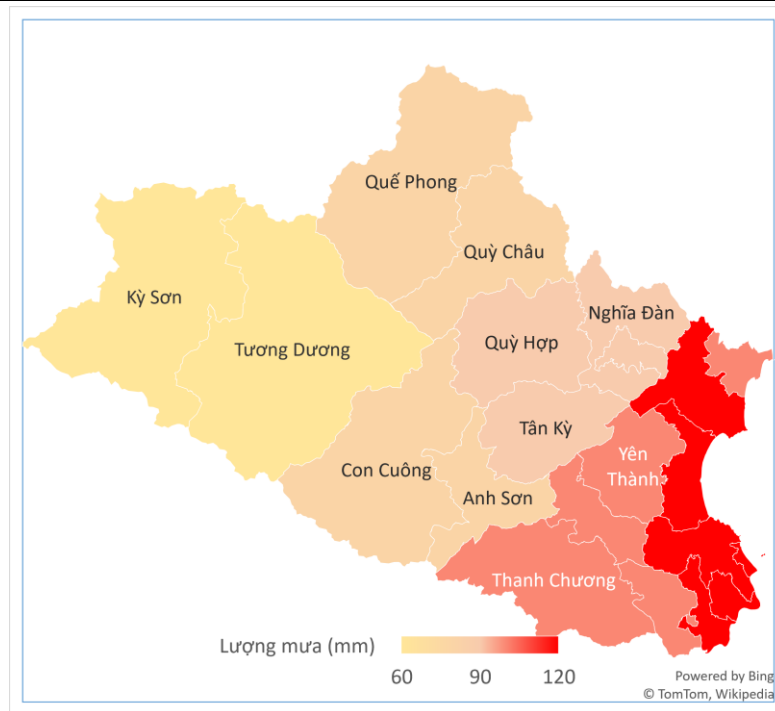 Quế Phong
Quỳ Châu
Kỳ Sơn
Nghĩa Đàn
Tương Dương
Quỳ Hợp
Tân Kỳ
Yên
Thành
Con Cuông
Anh Sơn
Thanh Chương
Lượng mưa (mm)
60 90 120
Powered by Bing
© TomTom, Wikipedia